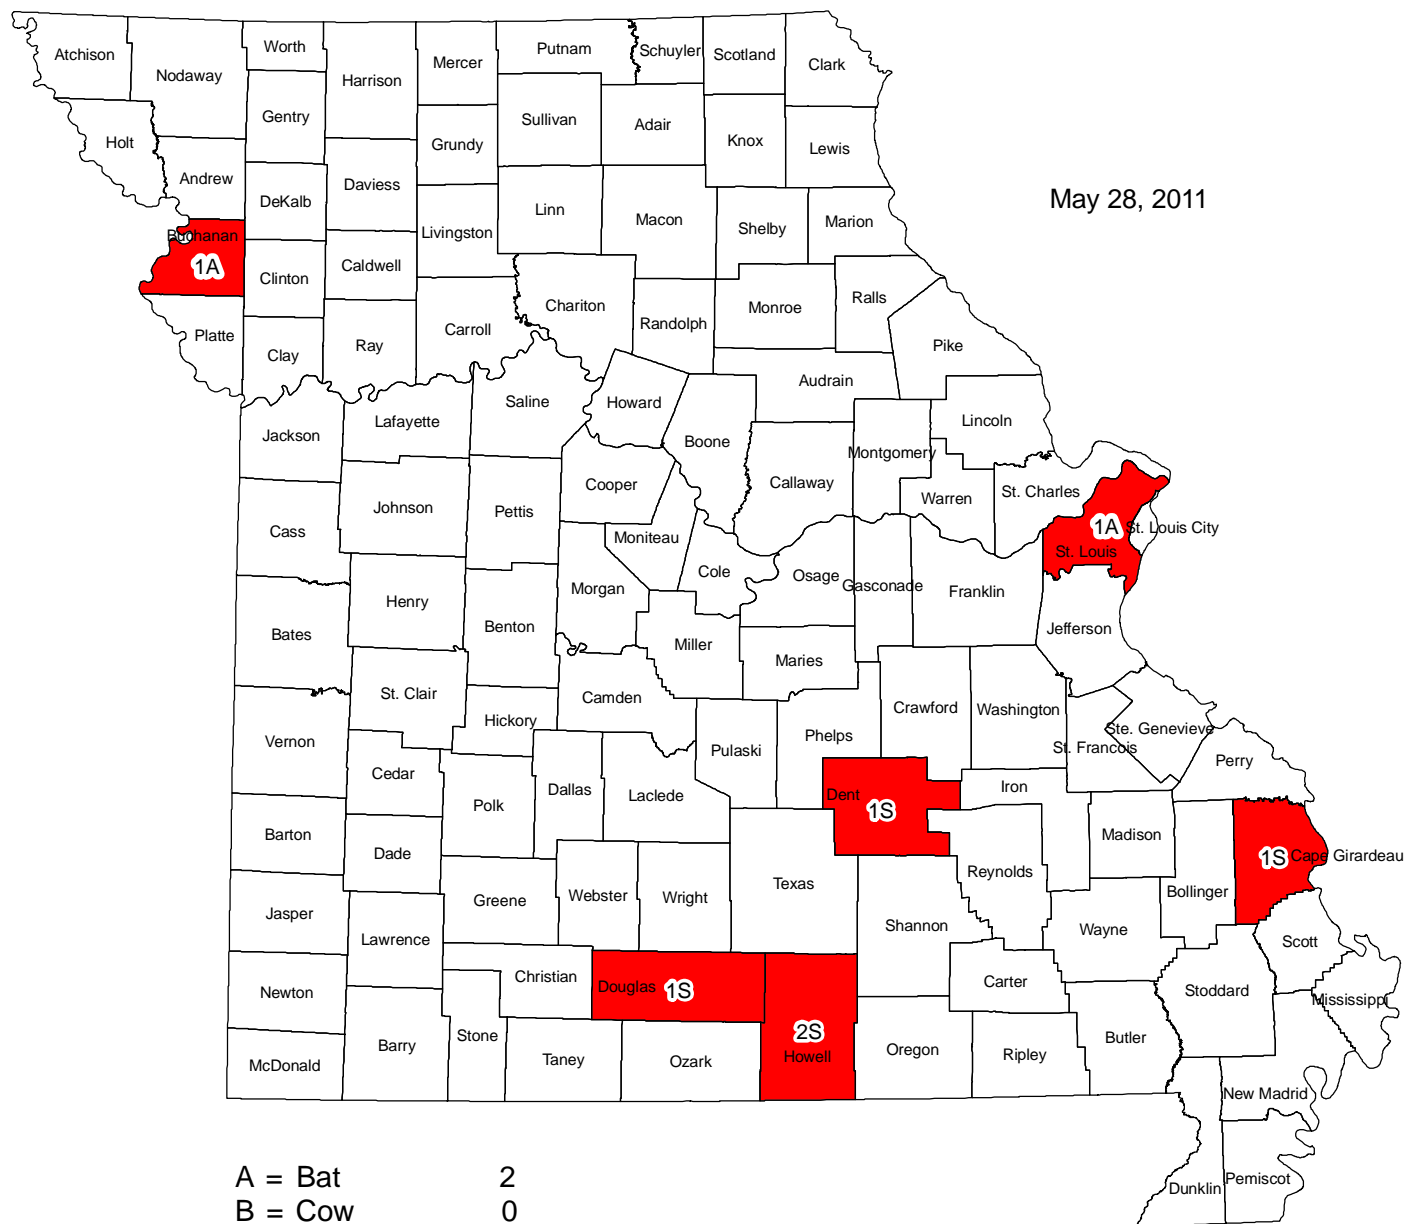 Atchison
Nodaway
Worth
Harrison
Mercer
Putnam
Schuyler
Scotland
Clark
Holt
Gentry
Grundy
Sullivan
Adair
Knox
Lewis
Andrew
DeKalb
Daviess
Livingston
Linn
Macon
Shelby
Marion
May 28, 2011
Buchanan
1A
Clinton
Caldwell
Chariton
Randolph
Monroe
Ralls
Platte
Clay
Ray
Carroll
Pike
Audrain
Jackson
Lafayette
Saline
Howard
Boone
Lincoln
Montgomery
Callaway
Cooper
Warren
St. Charles
Johnson
Pettis
Cass
Moniteau
1A
St. Louis City
St. Louis
Cole
Osage
Gasconade
Franklin
Henry
Morgan
Bates
Benton
Miller
Maries
Jefferson
St. Clair
Camden
Hickory
Crawford
Washington
Vernon
Pulaski
Phelps
Ste. Genevieve
St. Francois
Perry
Cedar
Polk
Dallas
Laclede
Dent
1S
Iron
Barton
Dade
Madison
1S
Cape Girardeau
Texas
Reynolds
Bollinger
Jasper
Greene
Webster
Wright
Lawrence
Shannon
Wayne
Scott
Newton
Christian
Douglas
1S
Carter
Stoddard
Mississippi
2S
Howell
McDonald
Barry
Stone
Taney
Ozark
Oregon
Ripley
Butler
New Madrid
Pemiscot
Dunklin
A = Bat 2
B = Cow 0